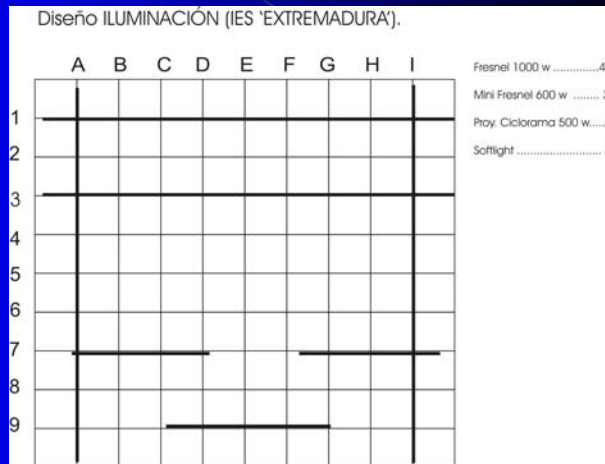 Diseño ILUMINACIÓN (IES 'EXTREMADURA').
A B C D E F G H I
1
2
3
4
5
6
7
8
9
Fresnel 1000 w .............4
Mini Fresnel 600 w ........
Proy. Ciclorama 500 w.....
Softlight ..........................